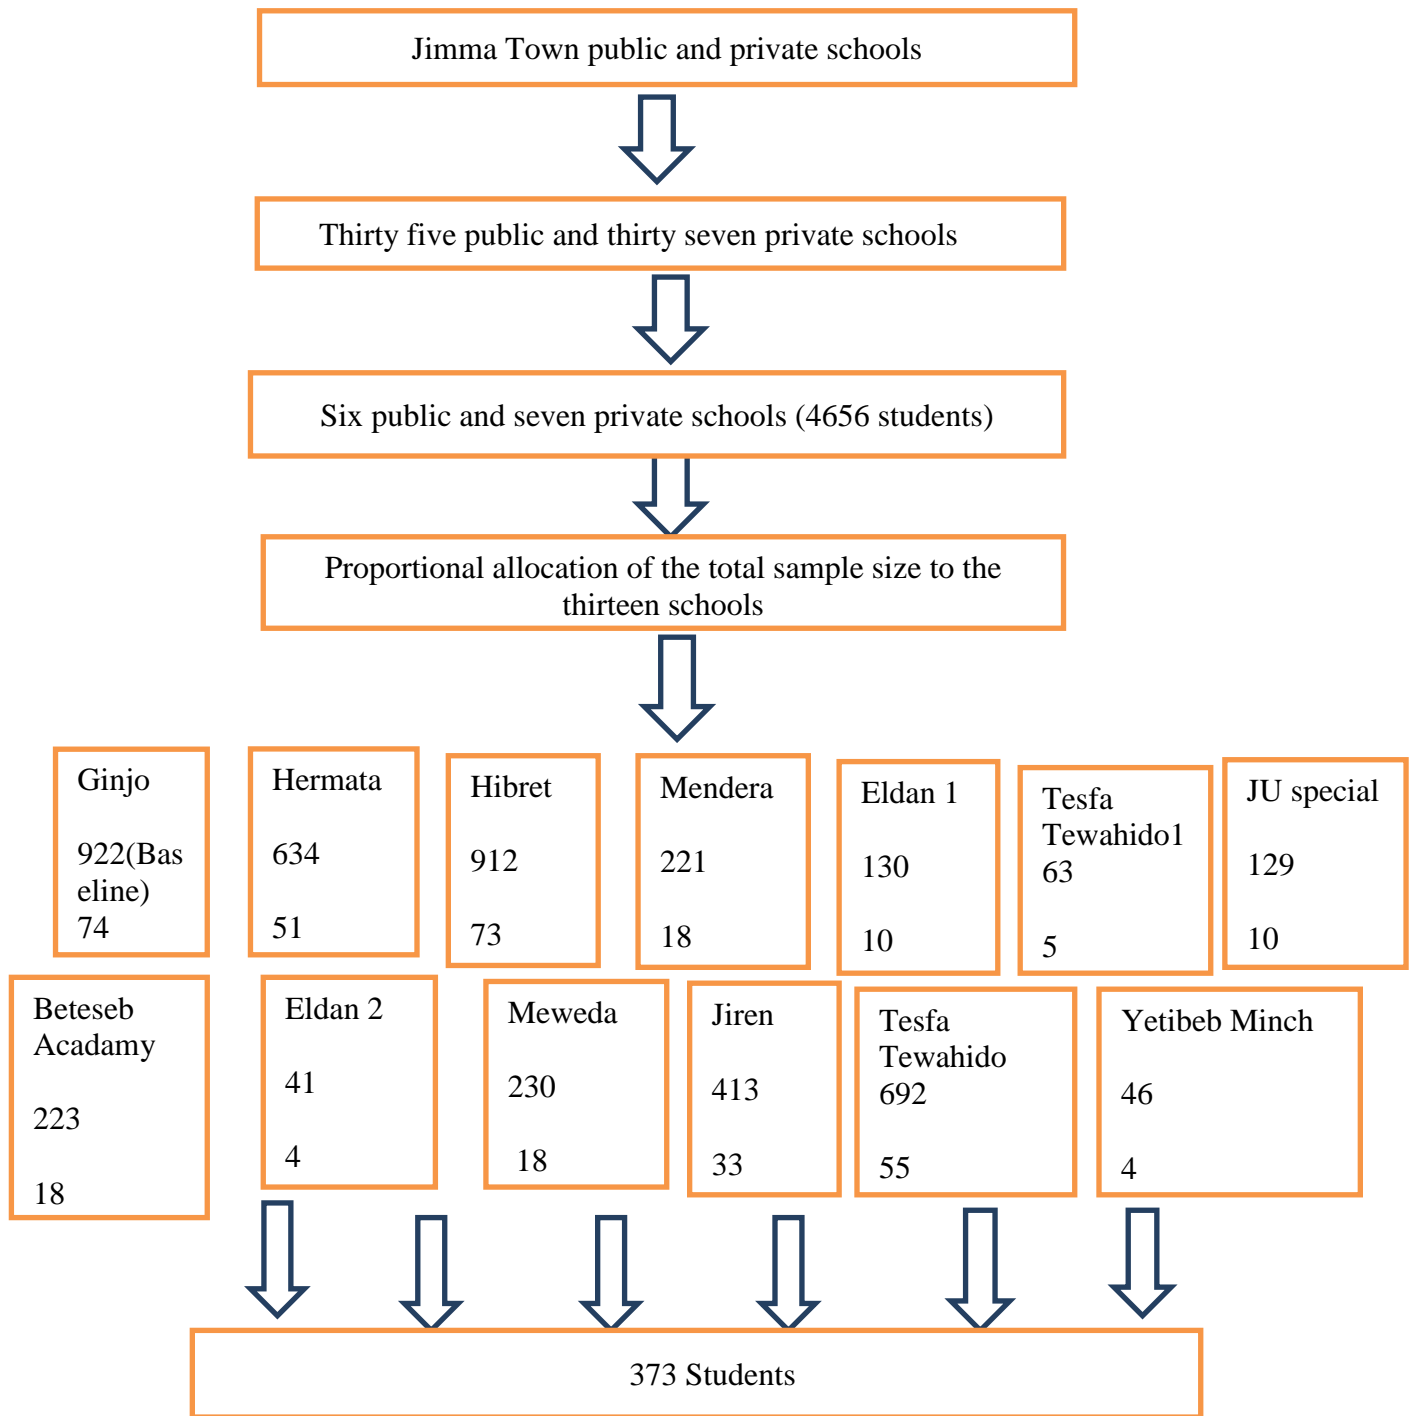 Jimma Town public and private schools
Thirty five public and thirty seven private schools
Six public and seven private schools (4656 students)
Proportional allocation of the total sample size to the
thirteen schools
Ginjo
922(Bas
eline)
74
Hermata
634
51
Hibret
912
73
Mendera
221
18
Eldan 1
130
10
Tesfa
Tewahido1
63
5
JU special
129
10
Beteseb
Acadamy
223
18
Eldan 2
41
4
Meweda
230
18
Jiren
413
33
Tesfa
Tewahido
692
55
Yetibeb Minch
46
4
373 Students